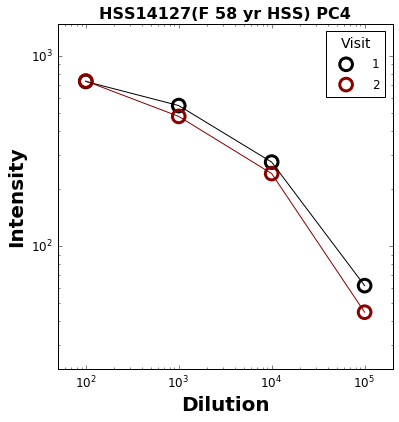 HSS14127(F 58 yr HSS) PC4
Visit
1
2
10³
10²
Intensity
10² 10³ 10⁴ 10⁵
Dilution